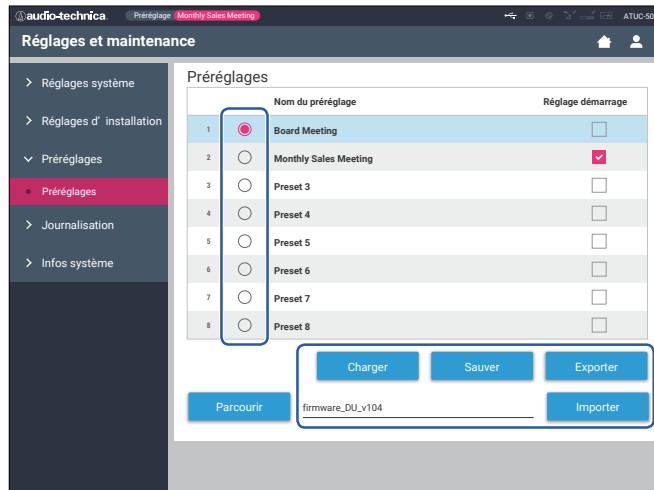 audio-technica Préréglage Monthly Sales Meeting ATUC-50
Réglages et maintenance
Réglages système
Réglages d' installation
Préréglages
Préréglages
Journalisation
Infos système
Préréglages
Nom du préréglage Réglage démarrage
1 Board Meeting
2 Monthly Sales Meeting
3 Preset 3
4 Preset 4
5 Preset 5
6 Preset 6
7 Preset 7
8 Preset 8
Charger Sauver Exporter
Parcourir firmware_DU_v104 Importer